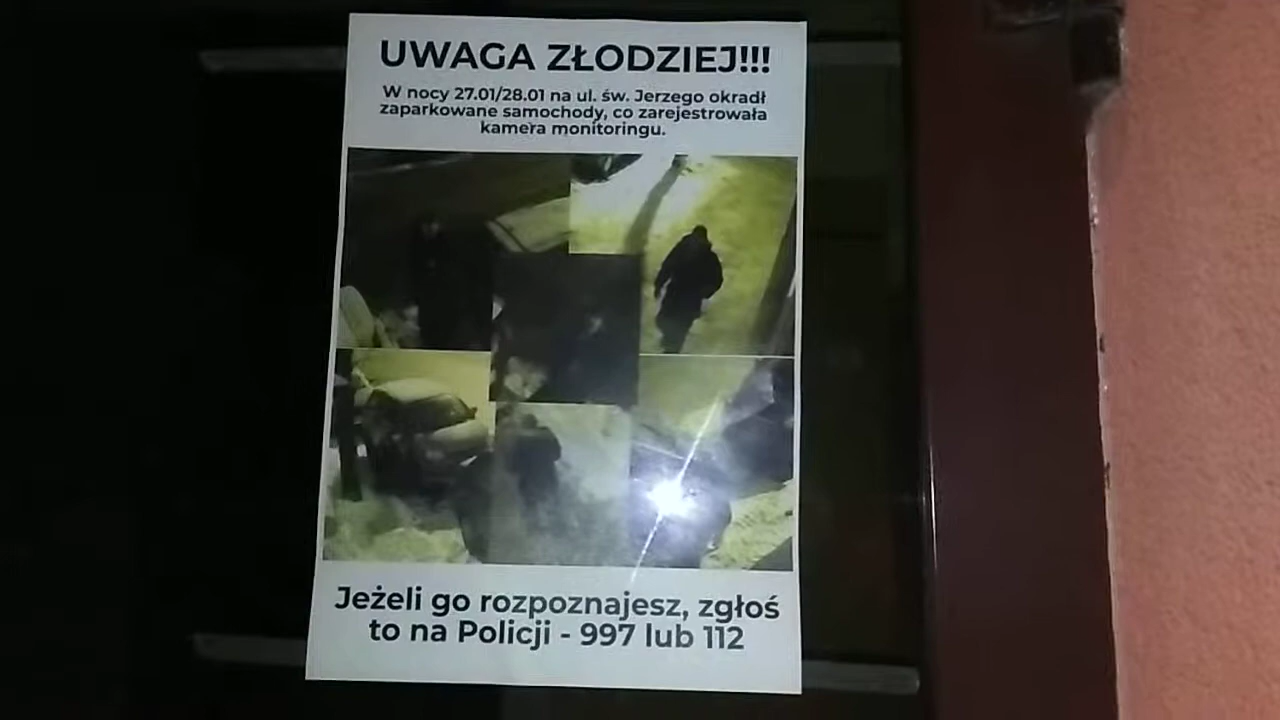 UWAGA ZŁODZIEJ!!!
W nocy 27.01/28.01 na ul. św. Jerzego okradł
zaparkowane samochody, co zarejestrowała
kamera monitoringu.
Jeżeli go rozpoznajesz, zgłoś
to na Policji - 997 lub 112